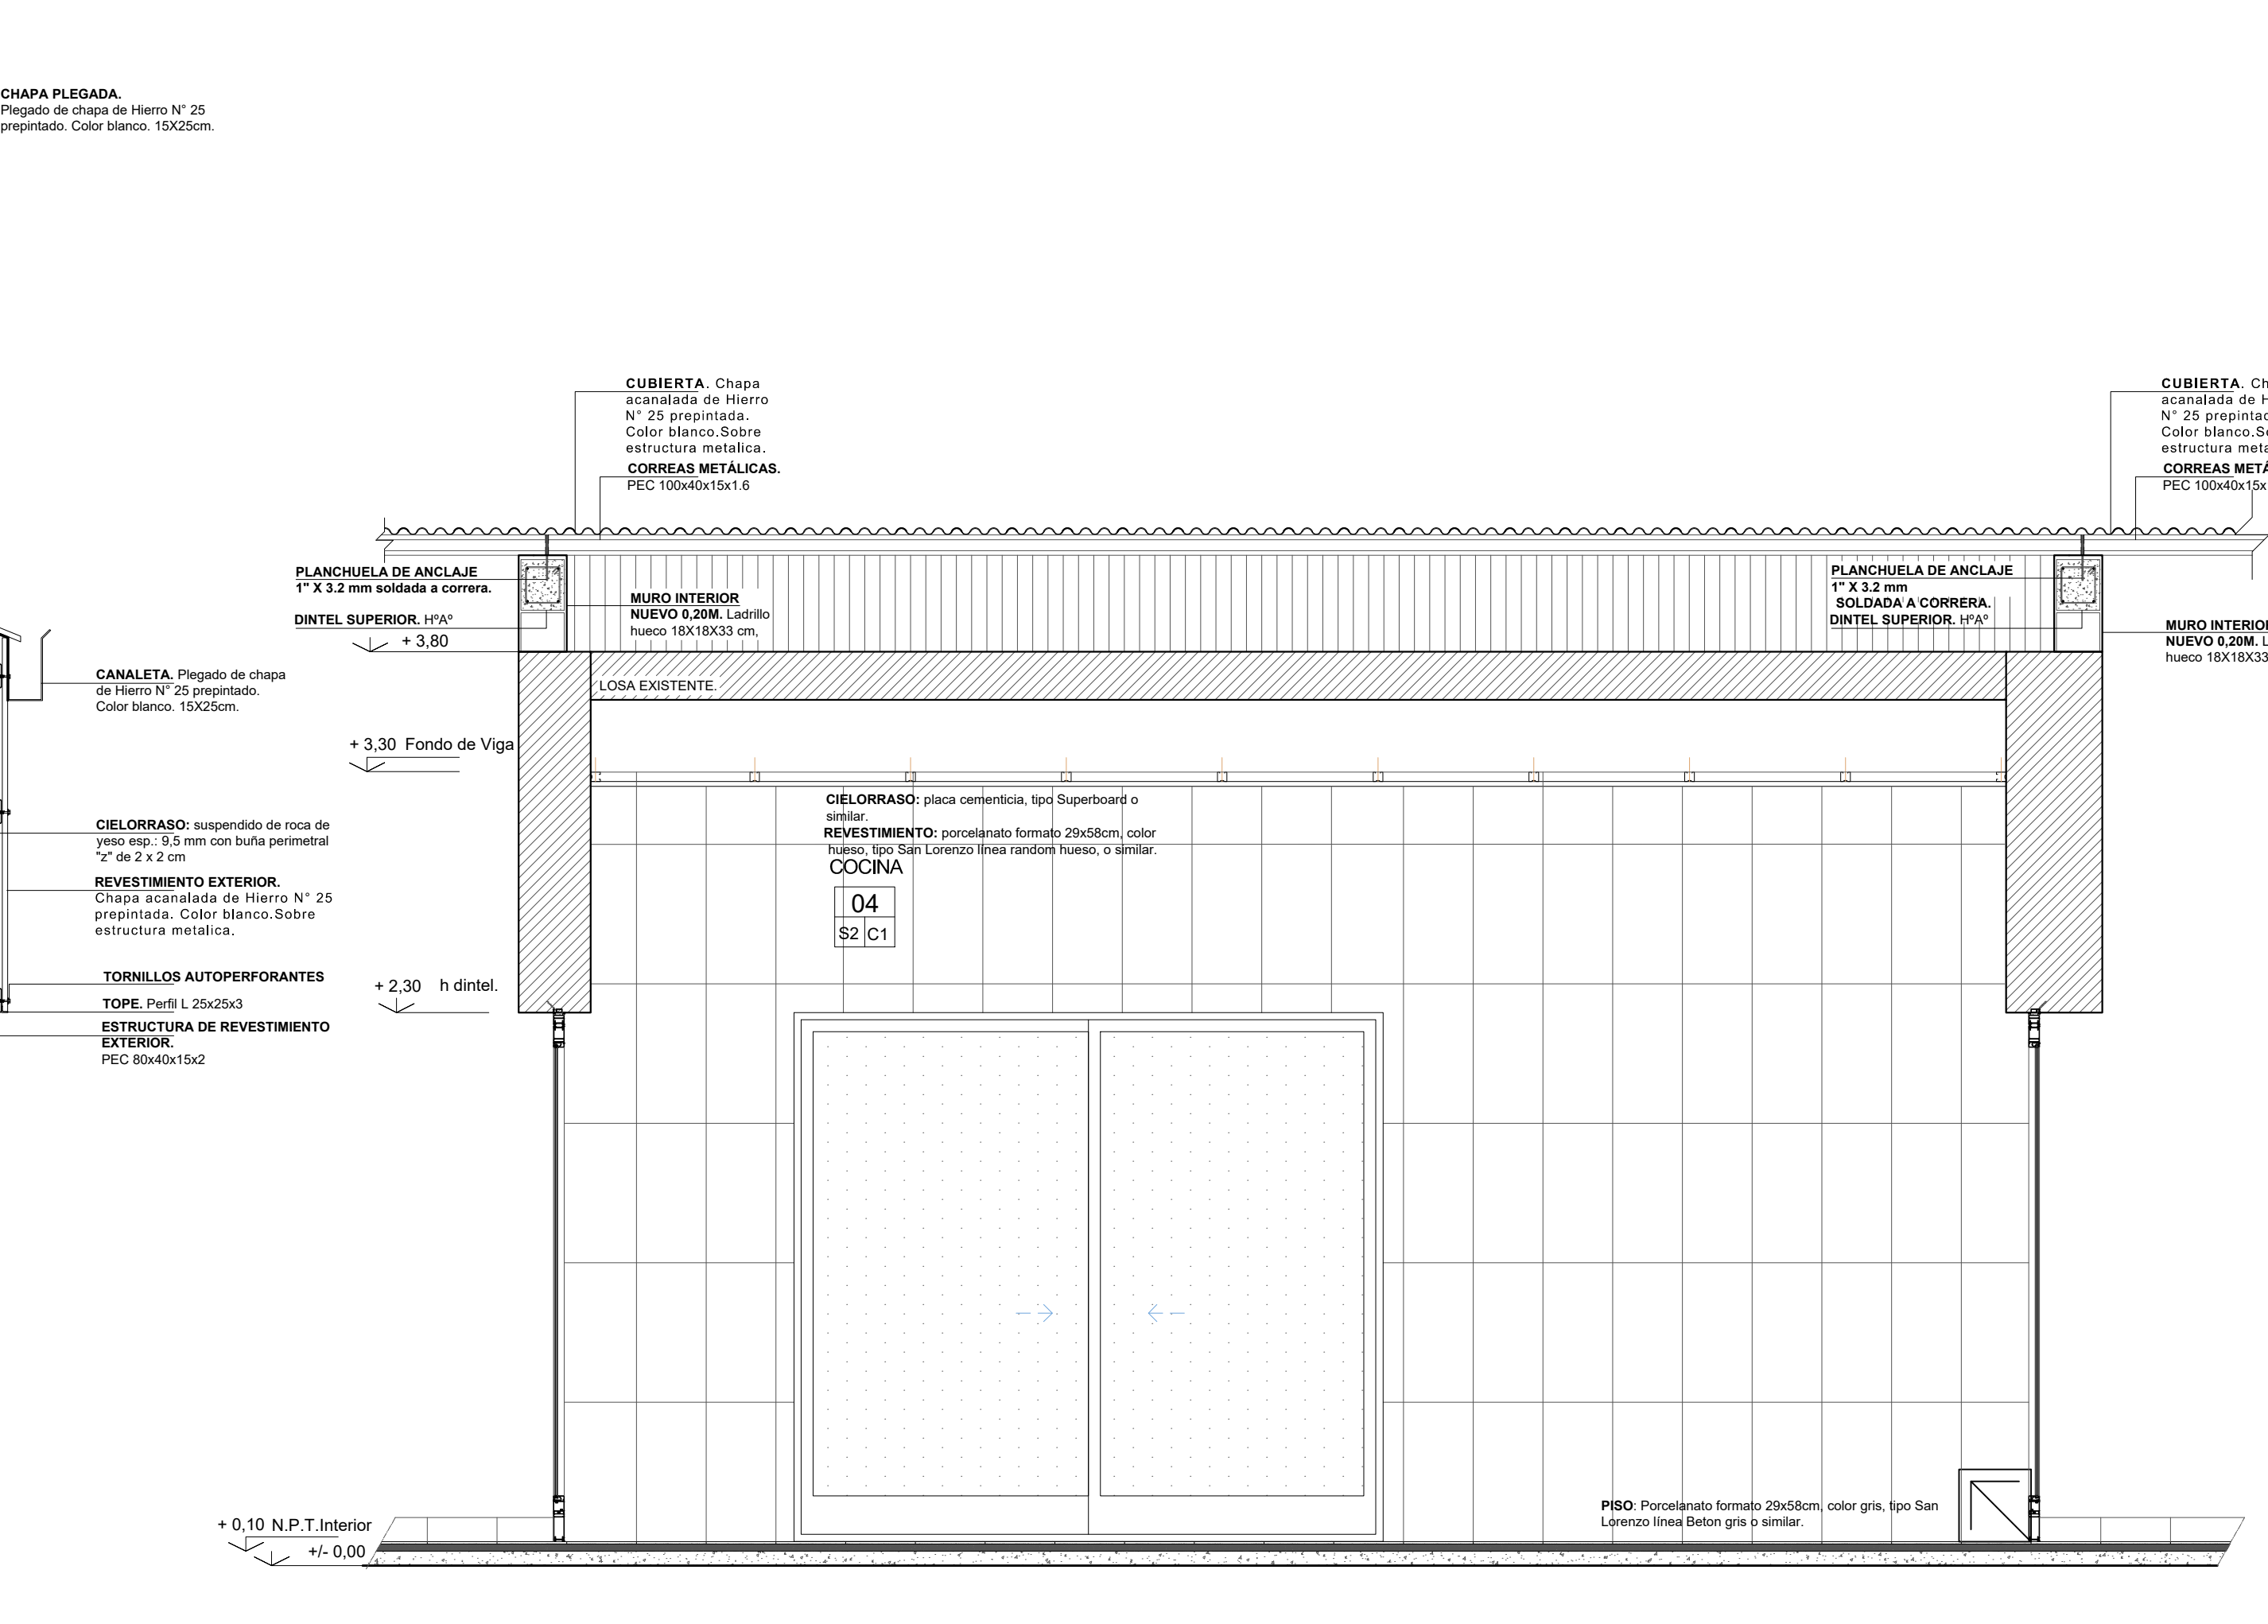 CHAPA PLEGADA.
Plegado de chapa de Hierro N° 25
prepintado. Color blanco. 15X25cm.
CUBIERTA. Chapa
acanalada de Hierro
N° 25 prepintada.
Color blanco.Sobre
estructura metalica.
CORREAS METÁLICAS.
PEC 100x40x15x1.6
CUBIERTA. Ch
acanalada de H
N° 25 prepintad
Color blanco.So
estructura meta
CORREAS METÁ
PEC 100x40x15x
PLANCHUELA DE ANCLAJE
1" X 3.2 mm soldada a correra.
DINTEL SUPERIOR. HºAº
+ 3,80
MURO INTERIOR
NUEVO 0,20M. Ladrillo
hueco 18X18X33 cm,
PLANCHUELA DE ANCLAJE
1" X 3.2 mm
SOLDADA A CORRERA.
DINTEL SUPERIOR. HºAº
MURO INTERIOR
NUEVO 0,20M. L
hueco 18X18X33
CANALETA. Plegado de chapa
de Hierro N° 25 prepintado.
Color blanco. 15X25cm.
LOSA EXISTENTE.
+ 3,30 Fondo de Viga
CIELORRASO: placa cementicia, tipo Superboard o
similar.
REVESTIMIENTO: porcelanato formato 29x58cm, color
hueso, tipo San Lorenzo línea random hueso, o similar.
COCINA
04
S2 C1
CIELORRASO: suspendido de roca de
yeso esp.: 9,5 mm con buña perimetral
"z" de 2 x 2 cm
REVESTIMIENTO EXTERIOR.
Chapa acanalada de Hierro N° 25
prepintada. Color blanco.Sobre
estructura metalica.
TORNILLOS AUTOPERFORANTES
TOPE. Perfil L 25x25x3
ESTRUCTURA DE REVESTIMIENTO
EXTERIOR.
PEC 80x40x15x2
+ 2,30 h dintel.
PISO: Porcelanato formato 29x58cm, color gris, tipo San
Lorenzo línea Beton gris o similar.
+ 0,10 N.P.T.Interior
+/- 0,00